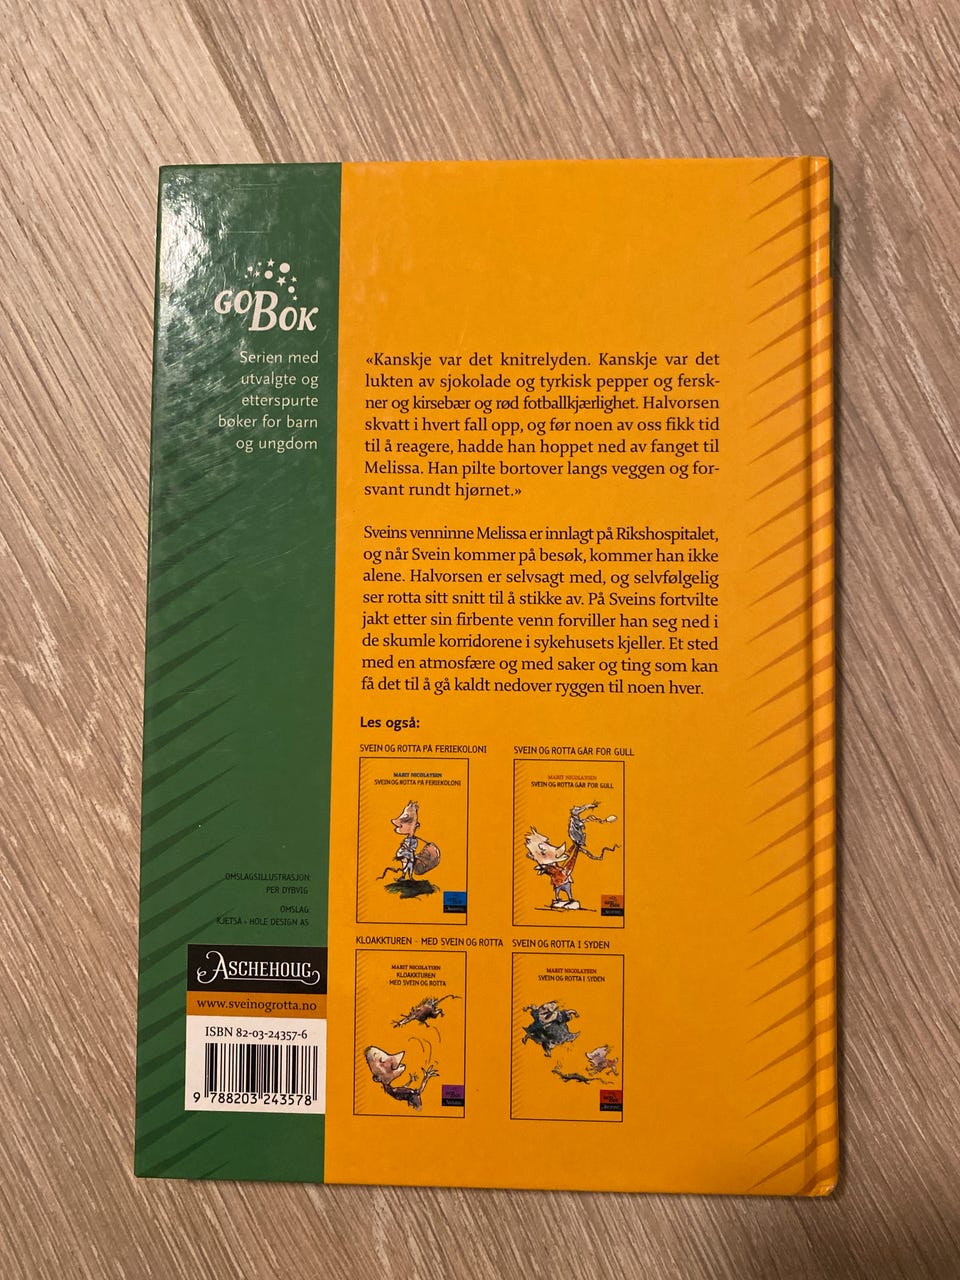 GOBOK
Serien med
utvalgte og
etterspurte
bøker for barn
og ungdom
«Kanskje var det knitrelyden. Kanskje var det
lukten av sjokolade og tyrkisk pepper og fersk-
ner og kirsebær og rød fotballkjærlighet. Halvorsen
skvatt i hvert fall opp, og før noen av oss fikk tid
til å reagere, hadde han hoppet ned av fanget til
Melissa. Han pilte bortover langs veggen og for-
svant rundt hjørnet.»
Sveins venninne Melissa er innlagt på Rikshospitalet,
og når Svein kommer på besøk, kommer han ikke
alene. Halvorsen er selvsagt med, og selvfølgelig
ser rotta sitt snitt til å stikke av. På Sveins fortvilte
jakt etter sin firbente venn forviller han seg ned i
de skumle korridorene i sykehusets kjeller. Et sted
med en atmosfære og med saker og ting som kan
få det til å gå kaldt nedover ryggen til noen hver.
Les også:
SVEIN OG ROTTA PÅ FERIEKOLONI
MARIT NICOLAYSEN
SVEIN OG ROTTA PÅ FERIEKOLONI
SVEIN OG ROTTA GÅR FOR GULL
MARIT NICOLAYSEN
SVEIN OG ROTTA GÅR FOR GULL
KLOAKKTUREN - MED SVEIN OG ROTTA
MARIT NICOLAYSEN
KLOAKKTUREN
MED SVEIN OG ROTTA
SVEIN OG ROTTA I SYDEN
MARIT NICOLAYSEN
SVEIN OG ROTTA I SYDEN
OMSLAGSILLUSTRASJON:
PER DYBVIG
OMSLAG:
KJETSÅ + HOLE DESIGN AS
ASCHEHOUG
www.sveinogrotta.no
ISBN 82-03-24357-6
9 788203 243578